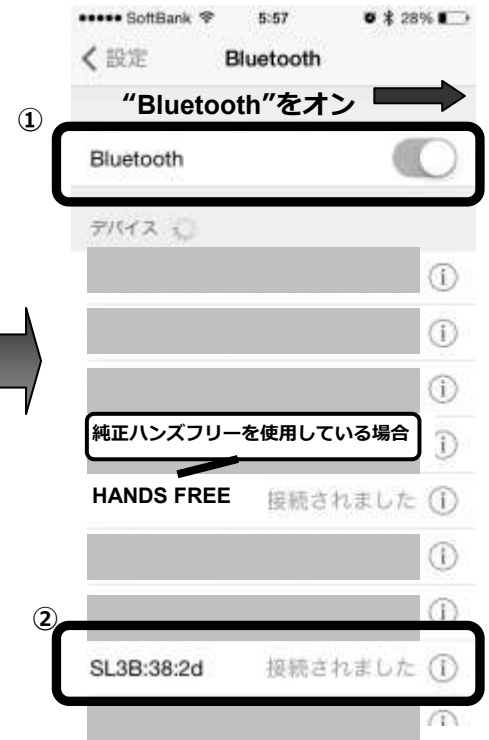 ●●●●● SoftBank 5:57 28%
設定 Bluetooth
“Bluetooth”をオン
①
Bluetooth
デバイス
純正ハンズフリーを使用している場合
HANDS FREE 接続されました
②
SL3B:38:2d 接続されました